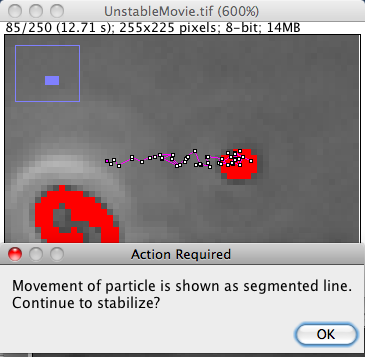 UnstableMovie.tif (600%)
85/250 (12.71 s); 255x225 pixels; 8-bit; 14MB
Action Required
Movement of particle is shown as segmented line.
Continue to stabilize?
OK